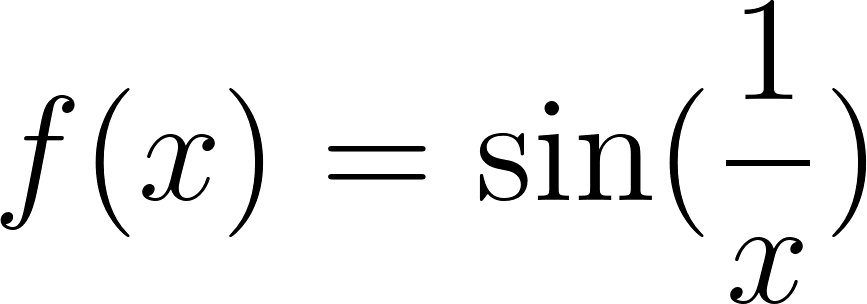 f(x) = sin(1/x)